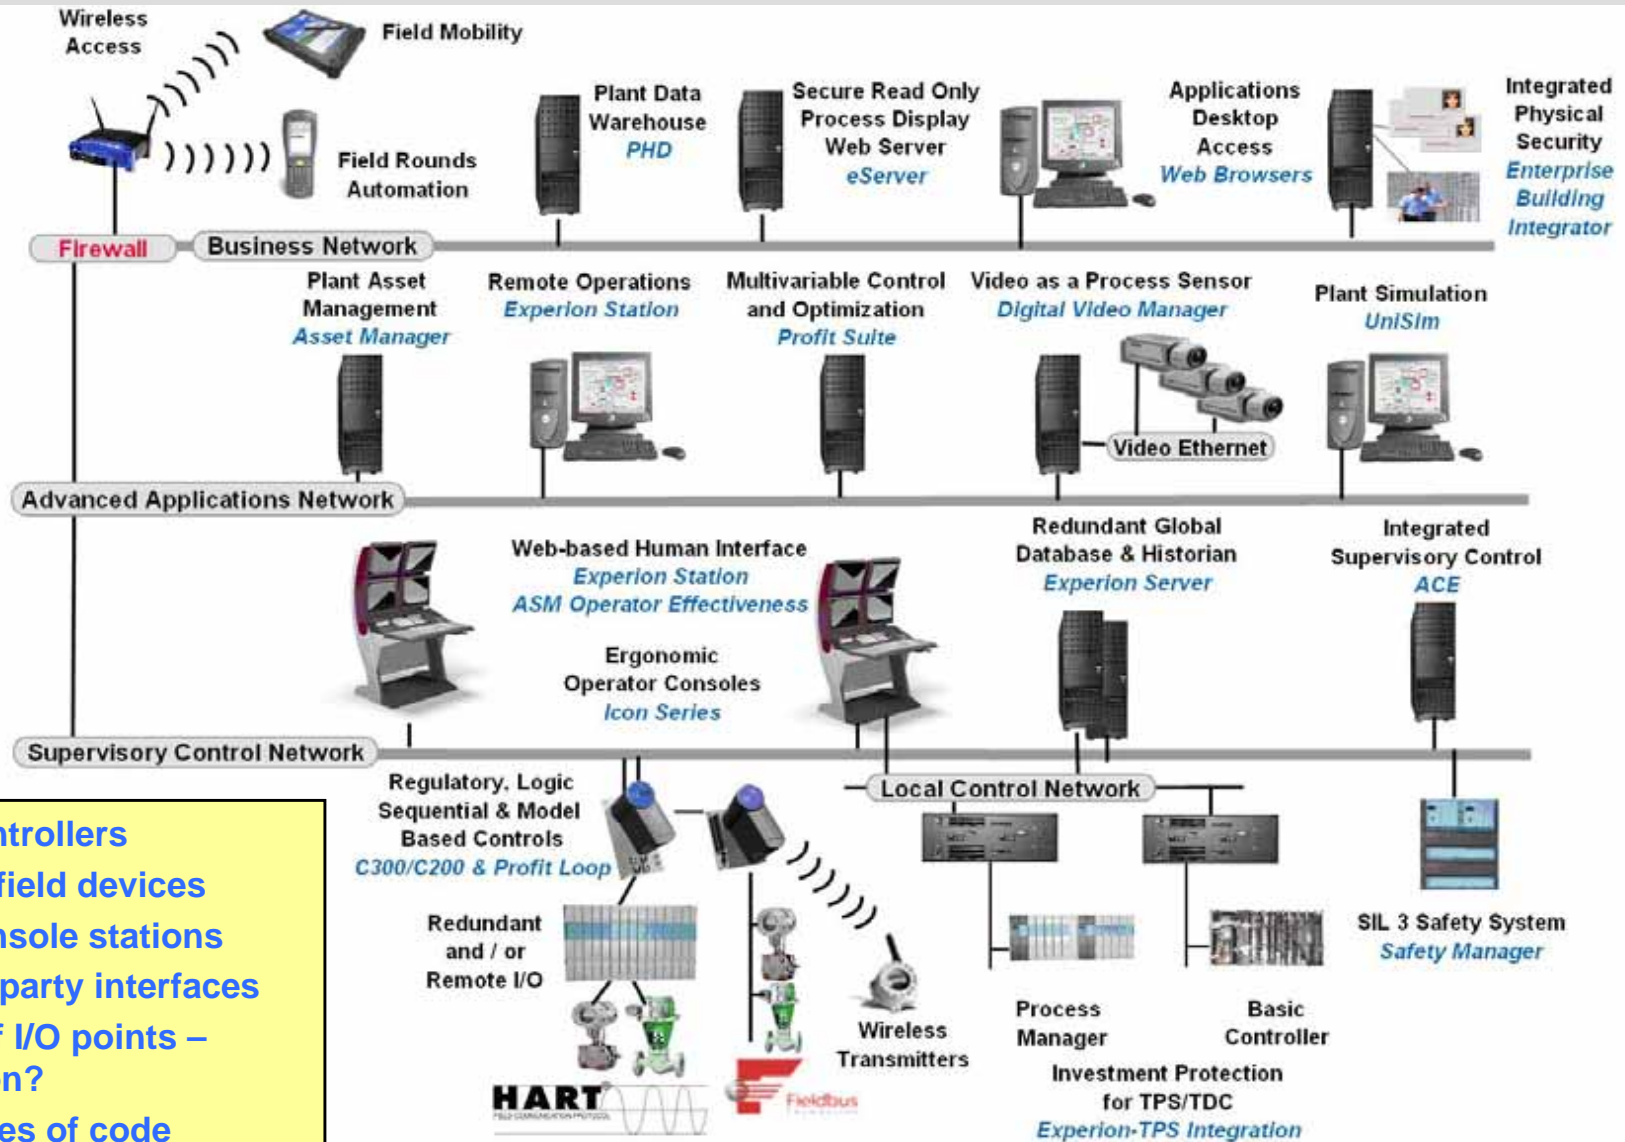 Wireless
Access
Field Mobility
Field Rounds
Automation
Plant Data
Warehouse
PHD
Secure Read Only
Process Display
Web Server
eServer
Applications
Desktop
Access
Web Browsers
Integrated
Physical
Security
Enterprise
Building
Integrator
Firewall
Business Network
Plant Asset
Management
Asset Manager
Remote Operations
Experion Station
Multivariable Control
and Optimization
Profit Suite
Video as a Process Sensor
Digital Video Manager
Plant Simulation
UniSim
Video Ethernet
Advanced Applications Network
Web-based Human Interface
Experion Station
ASM Operator Effectiveness
Ergonomic
Operator Consoles
Icon Series
Redundant Global
Database & Historian
Experion Server
Integrated
Supervisory Control
ACE
Supervisory Control Network
Regulatory, Logic
Sequential & Model
Based Controls
C300/C200 & Profit Loop
Local Control Network
Redundant
and / or
Remote I/O
Wireless
Transmitters
Process
Manager
Basic
Controller
SIL 3 Safety System
Safety Manager
Investment Protection
for TPS/TDC
Experion-TPS Integration
HART
FIELD COMMUNICATION PROTOCOL
Fieldbus
ntrollers
field devices
nsole stations
party interfaces
f I/O points –
on?
es of code